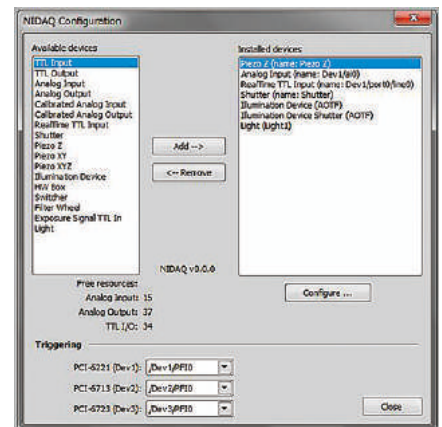 NIDAQ Configuration
Available devices
TTL Input
TTL Output
Analog Input
Analog Output
Calibrated Analog Input
Calibrated Analog Output
RealTime TTL Input
Shutter
Piezo Z
Piezo XY
Piezo XYZ
Illumination Device
HW Box
Switcher
Filter Wheel
Exposure Signal TTL In
Light
Add -->
<-- Remove
NIDAQ v0.0.0
Installed devices
Piezo Z (name: Piezo Z)
Analog Input (name: Dev1/ai0)
RealTime TTL Input (name: Dev1/port0/line0)
Shutter (name: Shutter)
Illumination Device (AOTF)
Illumination Device Shutter (AOTF)
Light (Light1)
Configure ...
Free resources:
Analog Inputs 15
Analog Outputs 37
TTL I/O: 34
Triggering
PCI-6221 (Dev1): /Dev1/PFI0
PCI-6713 (Dev2): /Dev2/PFI0
PCI-6723 (Dev3): /Dev3/PFI0
Close